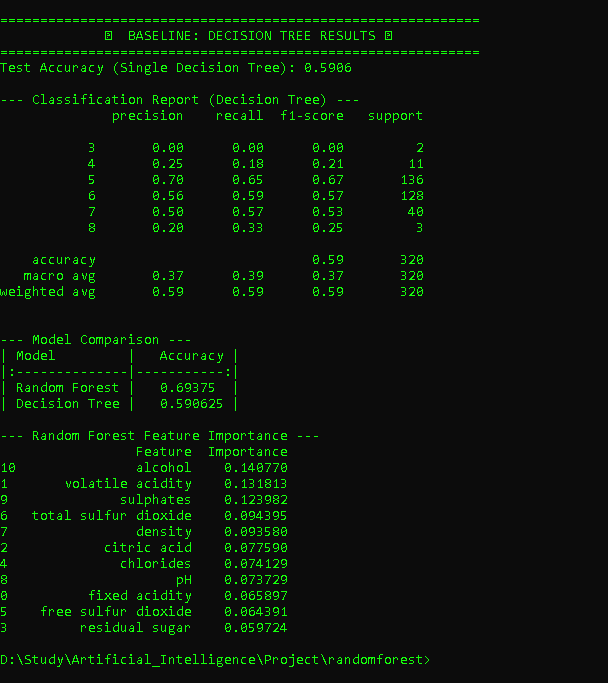 ============================================================
⍰  BASELINE: DECISION TREE RESULTS ⍰
============================================================
Test Accuracy (Single Decision Tree): 0.5906
--- Classification Report (Decision Tree) ---
              precision    recall  f1-score   support
           3       0.00      0.00      0.00         2
           4       0.25      0.18      0.21        11
           5       0.70      0.65      0.67       136
           6       0.56      0.59      0.57       128
           7       0.50      0.57      0.53        40
           8       0.20      0.33      0.25         3
    accuracy                           0.59       320
   macro avg       0.37      0.39      0.37       320
weighted avg       0.59      0.59      0.59       320
--- Model Comparison ---
| Model         |   Accuracy |
|:--------------|-----------:|
| Random Forest |   0.69375  |
| Decision Tree |   0.590625 |
--- Random Forest Feature Importance ---
                 Feature  Importance
10               alcohol    0.140770
1       volatile acidity    0.131813
9              sulphates    0.123982
6   total sulfur dioxide    0.094395
7                density    0.093580
2            citric acid    0.077590
4              chlorides    0.074129
8                     pH    0.073729
0          fixed acidity    0.065897
5    free sulfur dioxide    0.064391
3         residual sugar    0.059724
D:\Study\Artificial_Intelligence\Project\randomforest>